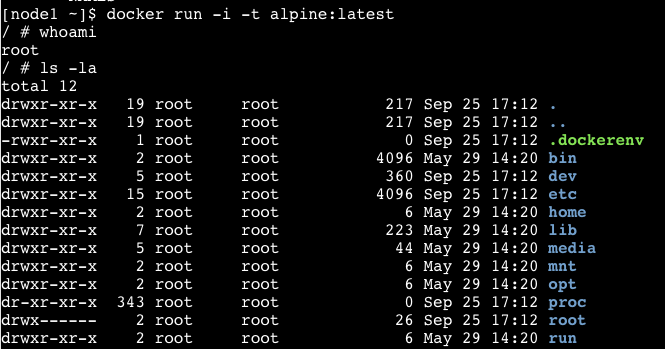 [node1 ~]$ docker run -i -t alpine:latest
/ # whoami
root
/ # ls -la
total 12
drwxr-xr-x   19 root     root           217 Sep 25 17:12 .
drwxr-xr-x   19 root     root           217 Sep 25 17:12 ..
-rwxr-xr-x    1 root     root             0 Sep 25 17:12 .dockerenv
drwxr-xr-x    2 root     root          4096 May 29 14:20 bin
drwxr-xr-x    5 root     root           360 Sep 25 17:12 dev
drwxr-xr-x   15 root     root          4096 Sep 25 17:12 etc
drwxr-xr-x    2 root     root             6 May 29 14:20 home
drwxr-xr-x    7 root     root           223 May 29 14:20 lib
drwxr-xr-x    5 root     root            44 May 29 14:20 media
drwxr-xr-x    2 root     root             6 May 29 14:20 mnt
drwxr-xr-x    2 root     root             6 May 29 14:20 opt
dr-xr-xr-x  343 root     root             0 Sep 25 17:12 proc
drwx------    2 root     root            26 Sep 25 17:12 root
drwxr-xr-x    2 root     root             6 May 29 14:20 run